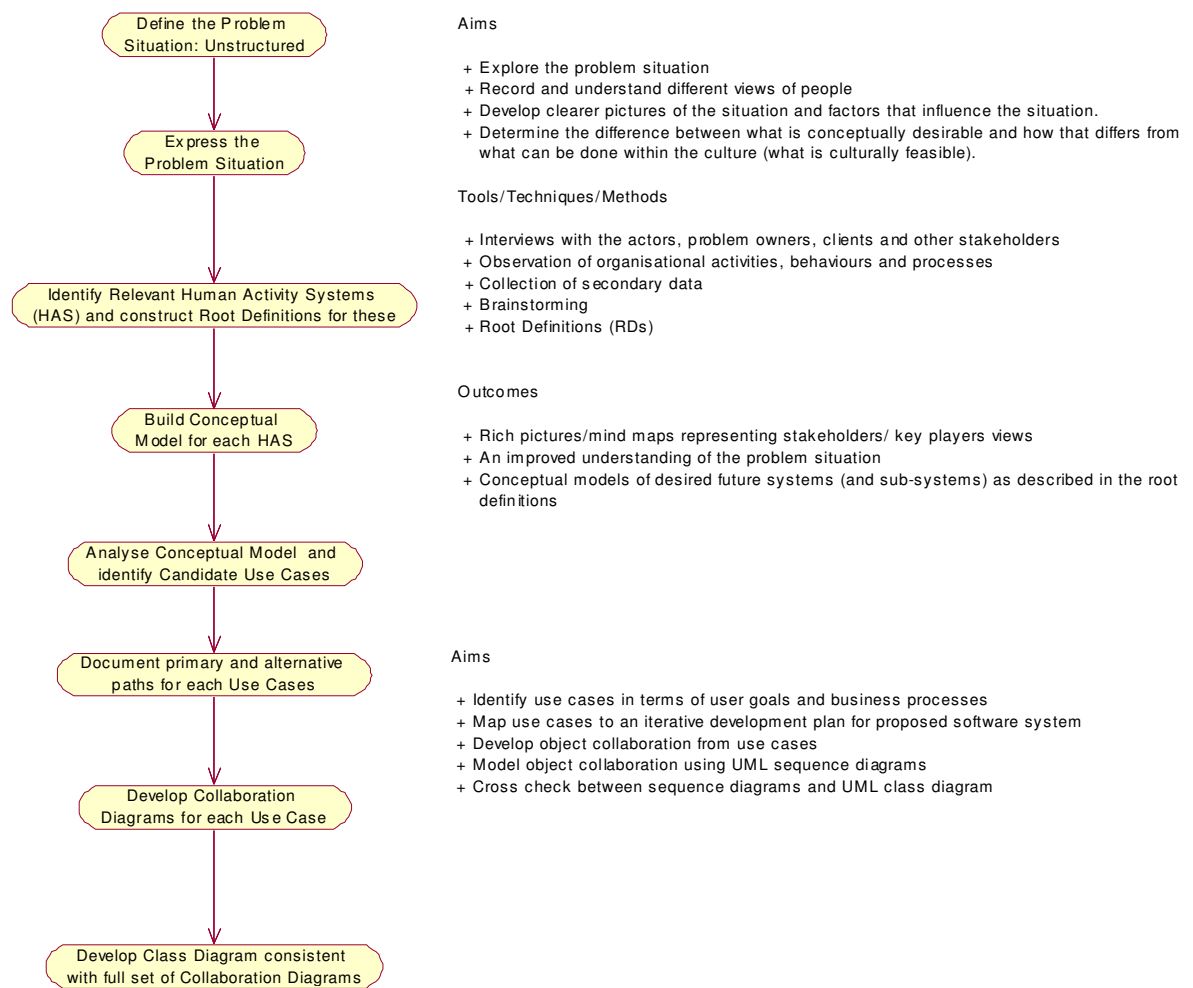 Define the Problem
Situation: Unstructured
Express the
Problem Situation
Identify Relevant Human Activity Systems
(HAS) and construct Root Definitions for these
Build Conceptual
Model for each HAS
Analyse Conceptual Model and
identify Candidate Use Cases
Document primary and alternative
paths for each Use Cases
Develop Collaboration
Diagrams for each Use Case
Develop Class Diagram consistent
with full set of Collaboration Diagrams
Aims
+ Explore the problem situation
+ Record and understand different views of people
+ Develop clearer pictures of the situation and factors that influence the situation.
+ Determine the difference between what is conceptually desirable and how that differs from
what can be done within the culture (what is culturally feasible).
Tools/Techniques/Methods
+ Interviews with the actors, problem owners, clients and other stakeholders
+ Observation of organisational activities, behaviours and processes
+ Collection of secondary data
+ Brainstorming
+ Root Definitions (RDs)
Outcomes
+ Rich pictures/mind maps representing stakeholders/ key players views
+ An improved understanding of the problem situation
+ Conceptual models of desired future systems (and sub-systems) as described in the root
definitions
Aims
+ Identify use cases in terms of user goals and business processes
+ Map use cases to an iterative development plan for proposed software system
+ Develop object collaboration from use cases
+ Model object collaboration using UML sequence diagrams
+ Cross check between sequence diagrams and UML class diagram